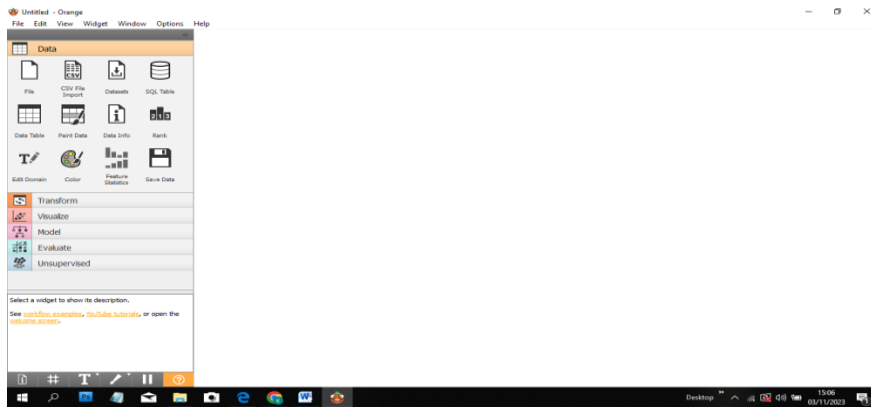 Untitled - Orange
File Edit View Widget Window Options Help
Data
File
CSV File Import
Datasets
SQL Table
Data Table
Paint Data
Data Info
Rank
Edit Domain
Color
Feature Statistics
Save Data
Transform
Visualize
Model
Evaluate
Unsupervised
Select a widget to show its description.
See workflow examples, YouTube tutorials, or open the
welcome screen.
Desktop
15:06
03/11/2023